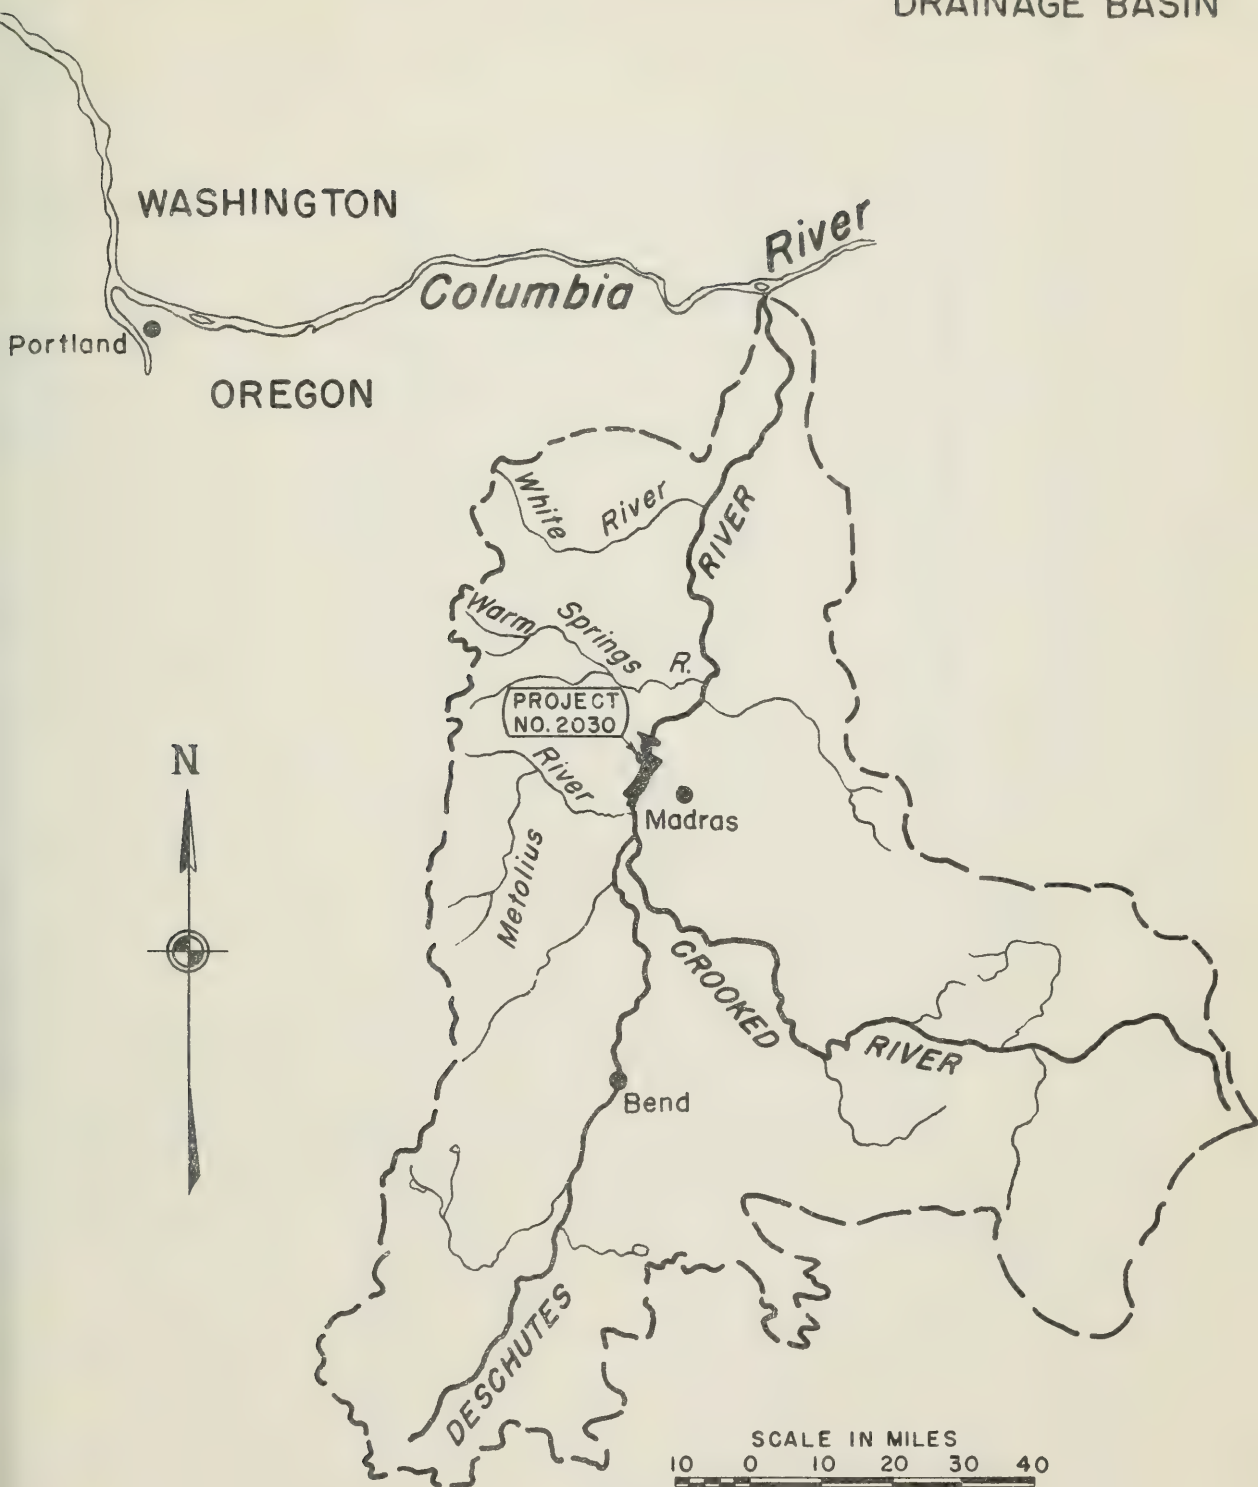 DRAINAGE BASIN
WASHINGTON
River
Columbia
Portland
OREGON
White River
RIVER
Warm Springs R.
PROJECT
NO. 2030
N
River
Madras
Metolius
CROOKED
RIVER
Bend
DESCHUTES
SCALE IN MILES
10 0 10 20 30 40